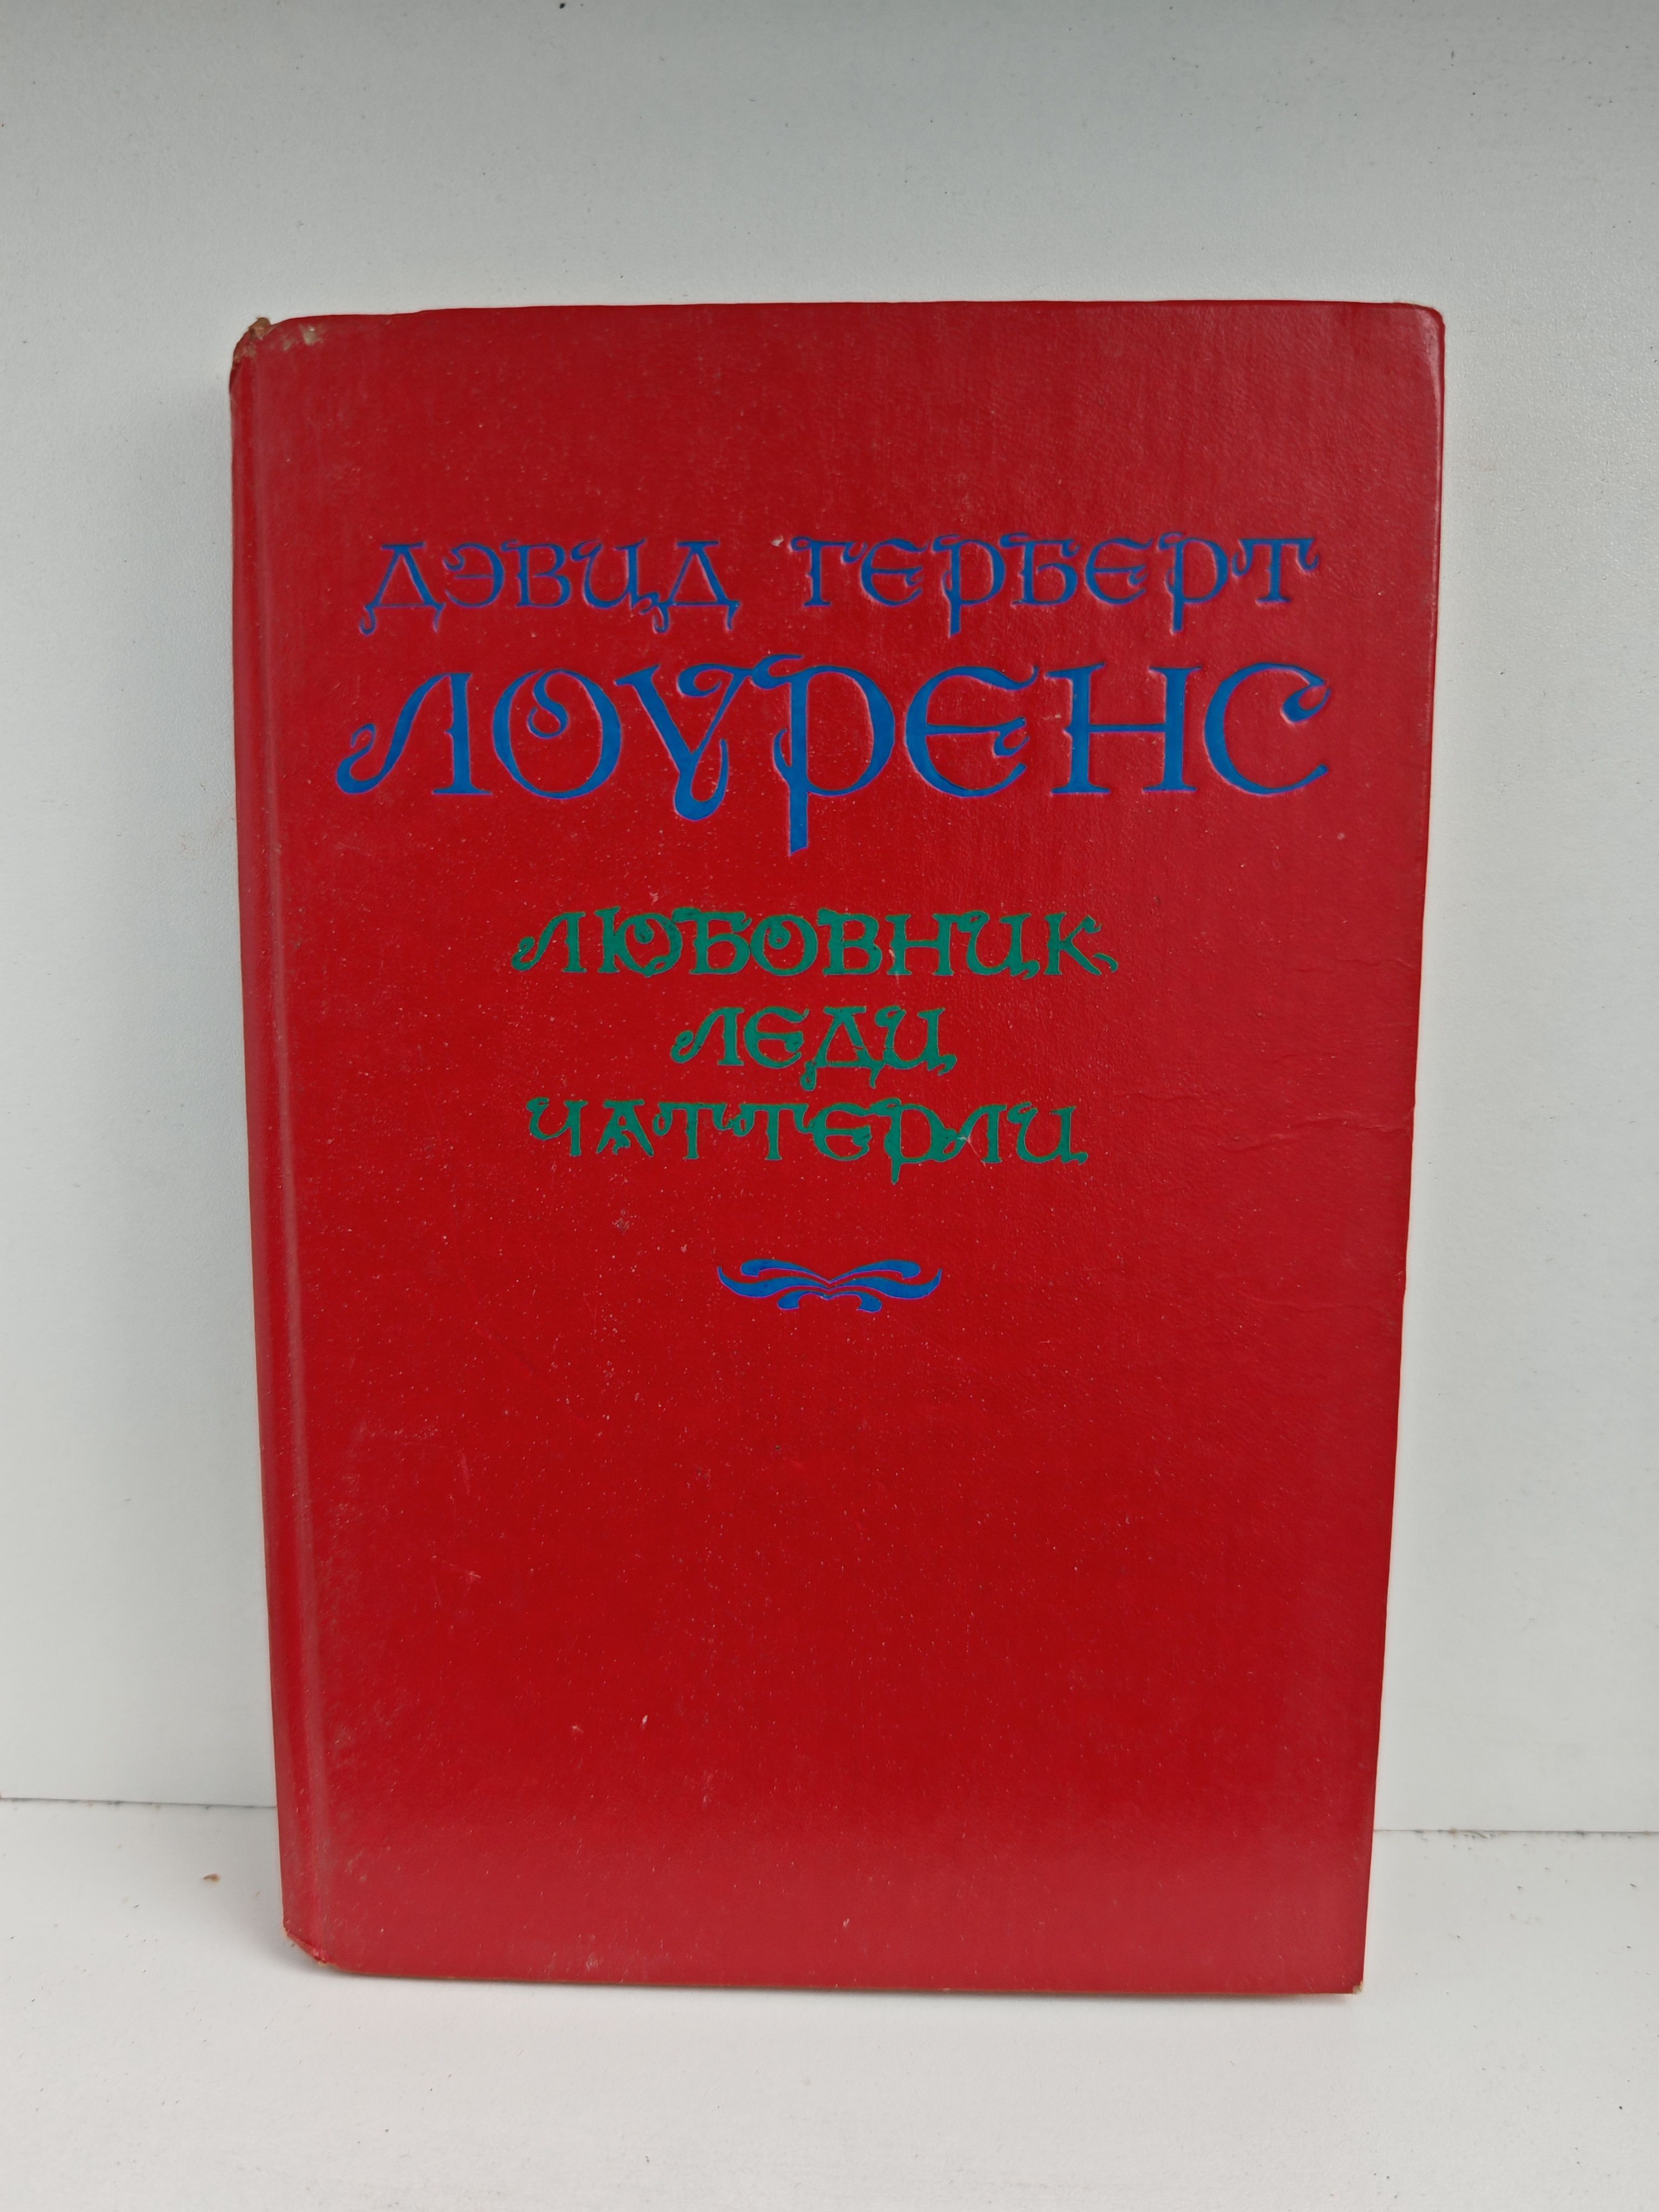 ДЭВИД ГЕРБЕРТ
ЛОУРЕНС
ЛЮБОВНИК
ЛЕДИ
ЧАТТЕРЛИ